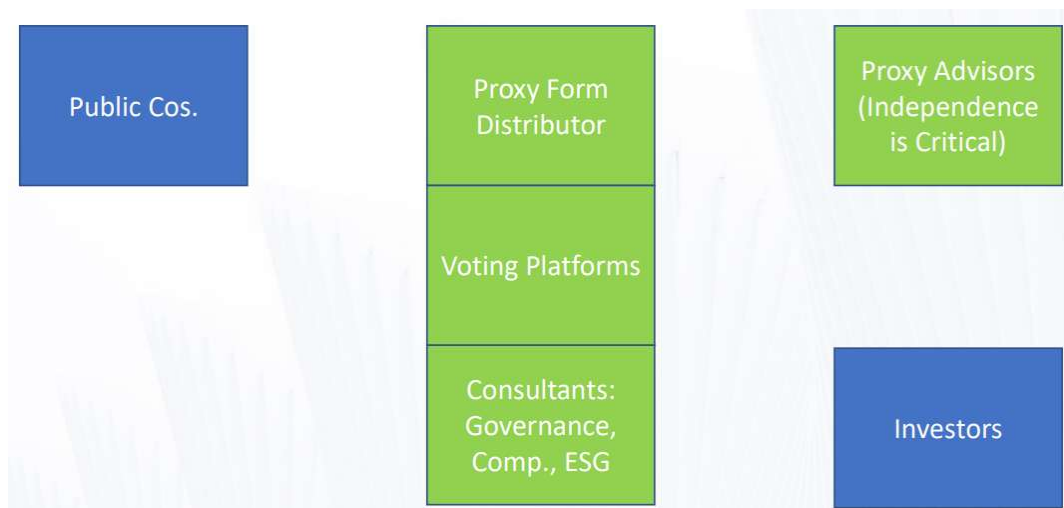 Public Cos.
Proxy Form
Distributor
Proxy Advisors
(Independence
is Critical)
Voting Platforms
Consultants:
Governance,
Comp., ESG
Investors